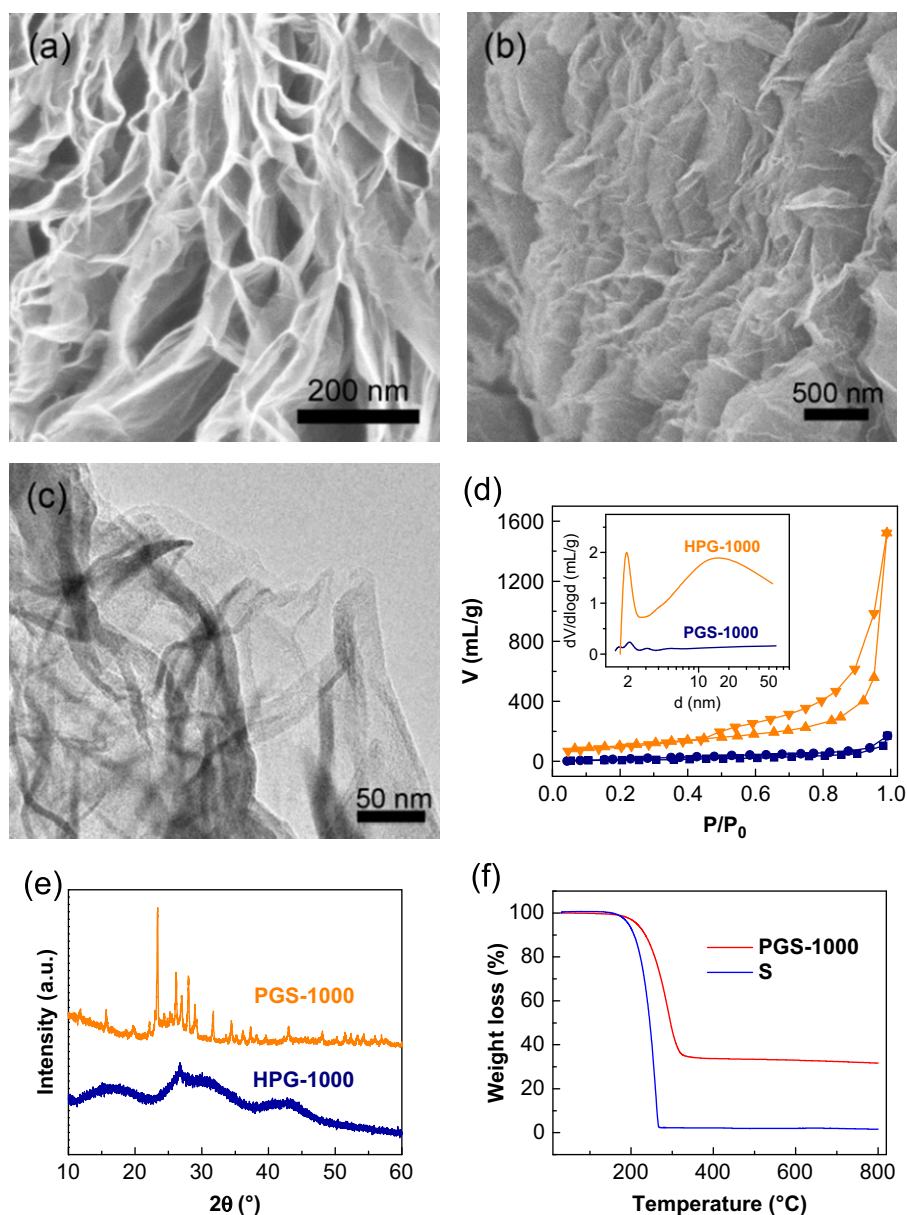 (a)
200 nm
(b)
500 nm
(c)
50 nm
(d)
V (mL/g)
1600
1200
800
400
0
0.0 0.2 0.4 0.6 0.8 1.0
P/P₀
dV/dlogd (mL/g)
2
1
0
HPG-1000
PGS-1000
2 10 20 50
d (nm)
(e)
Intensity (a.u.)
PGS-1000
HPG-1000
10 20 30 40 50 60
2θ (°)
(f)
Weight loss (%)
100
80
60
40
20
0
PGS-1000
S
200 400 600 800
Temperature (°C)